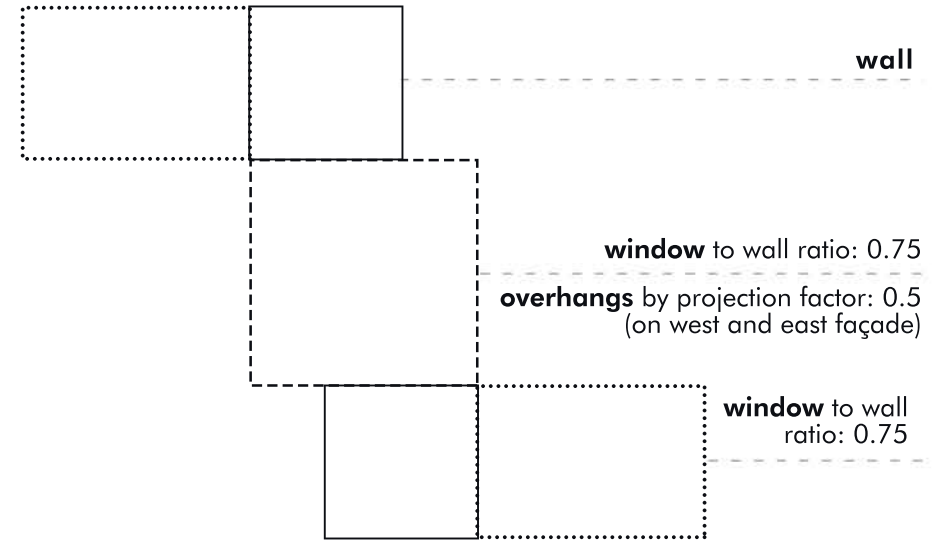 wall
window to wall ratio: 0.75
overhangs by projection factor: 0.5
(on west and east façade)
window to wall
ratio: 0.75